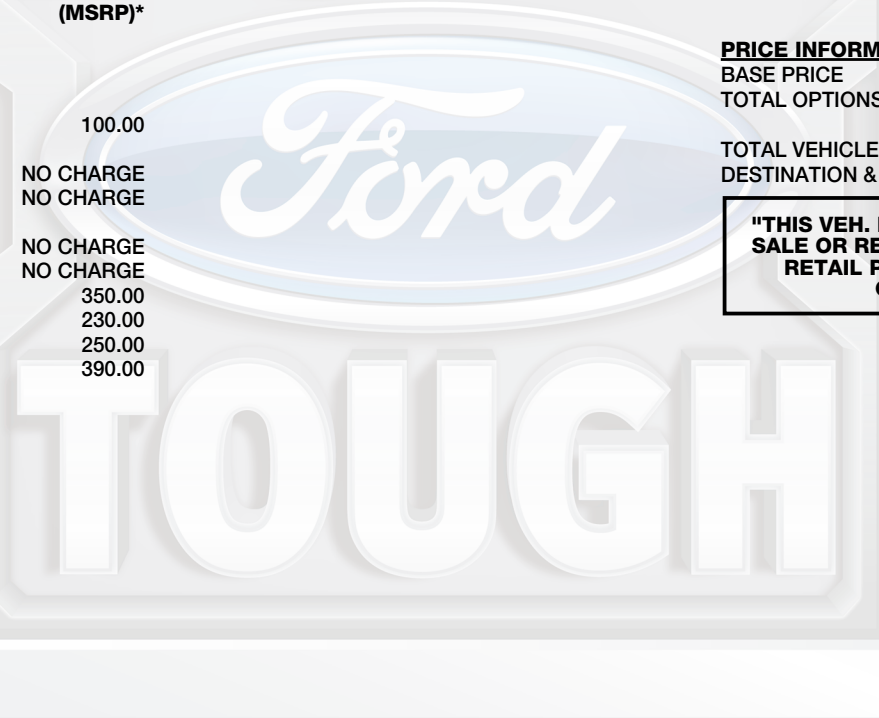 (MSRP)*
100.00
NO CHARGE
NO CHARGE
NO CHARGE
NO CHARGE
350.00
230.00
250.00
390.00
PRICE INFORM
BASE PRICE
TOTAL OPTIONS
TOTAL VEHICLE
DESTINATION &
"THIS VEH.
SALE OR RE
RETAIL P
Ford
TOUGH